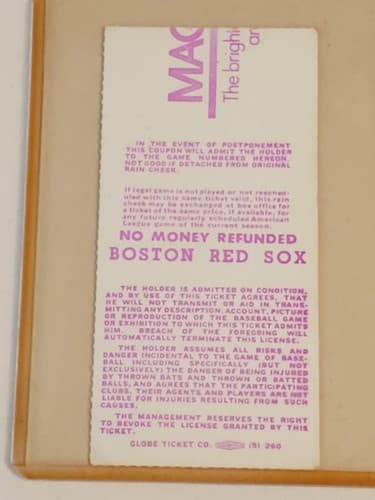 MAG
The brighte
an
IN THE EVENT OF POSTPONEMENT
THIS COUPON WILL ADMIT THE HOLDER
TO THE GAME NUMBERED HEREON.
NOT GOOD IF DETACHED FROM ORIGINAL
RAIN CHECK.
If legal game is not played or not resched-
uled with this same ticket valid, this rain
check may be exchanged at box office for
a ticket of the same price, if available, for
any future regularly scheduled American
League game of the current season.
NO MONEY REFUNDED
BOSTON RED SOX
THE HOLDER IS ADMITTED ON CONDITION,
AND BY USE OF THIS TICKET AGREES, THAT
HE WILL NOT TRANSMIT OR AID IN TRANS-
MITTING ANY DESCRIPTION, ACCOUNT, PICTURE
OR REPRODUCTION OF THE BASEBALL GAME
OR EXHIBITION TO WHICH THIS TICKET ADMITS
HIM. BREACH OF THE FOREGOING WILL
AUTOMATICALLY TERMINATE THIS LICENSE.
THE HOLDER ASSUMES ALL RISKS AND
DANGER INCIDENTAL TO THE GAME OF BASE-
BALL INCLUDING SPECIFICALLY (BUT NOT
EXCLUSIVELY) THE DANGER OF BEING INJURED
BY THROWN BATS AND THROWN OR BATTED
BALLS, AND AGREES THAT THE PARTICIPATING
CLUBS, THEIR AGENTS AND PLAYERS ARE NOT
LIABLE FOR INJURIES RESULTING FROM SUCH
CAUSES.
THE MANAGEMENT RESERVES THE RIGHT
TO REVOKE THE LICENSE GRANTED BY THIS
TICKET.
GLOBE TICKET CO. (B) 260